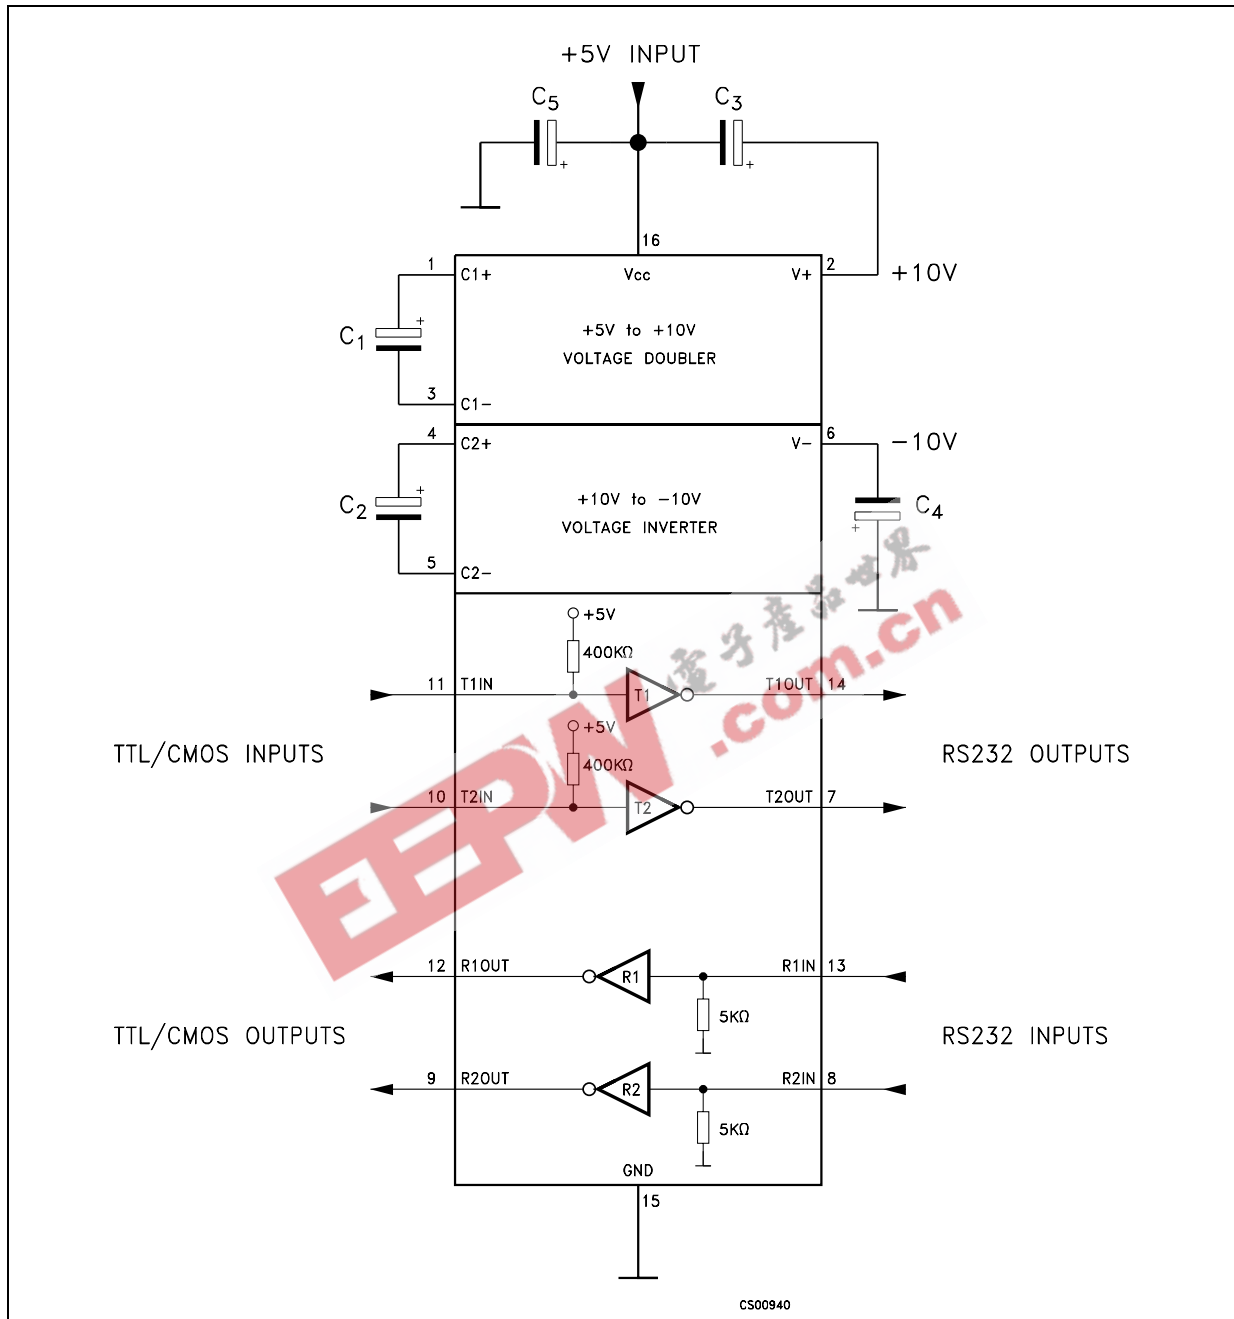 +5V INPUT
C5
C3
+
+
16
1
C1+
Vcc
V+
2
+10V
+
C1
+5V to +10V
VOLTAGE DOUBLER
3
C1-
4
C2+
V-
6
-10V
+
C2
+10V to -10V
VOLTAGE INVERTER
C4
+
5
C2-
電子產品世界
+5V
400KΩ
11
T1IN
T1
T1OUT
14
EEPW.com.cn
+5V
TTL/CMOS INPUTS
400KΩ
RS232 OUTPUTS
10
T2IN
T2
T2OUT
7
12
R1OUT
R1
R1IN
13
5KΩ
TTL/CMOS OUTPUTS
RS232 INPUTS
9
R2OUT
R2
R2IN
8
5KΩ
GND
15
CS00940